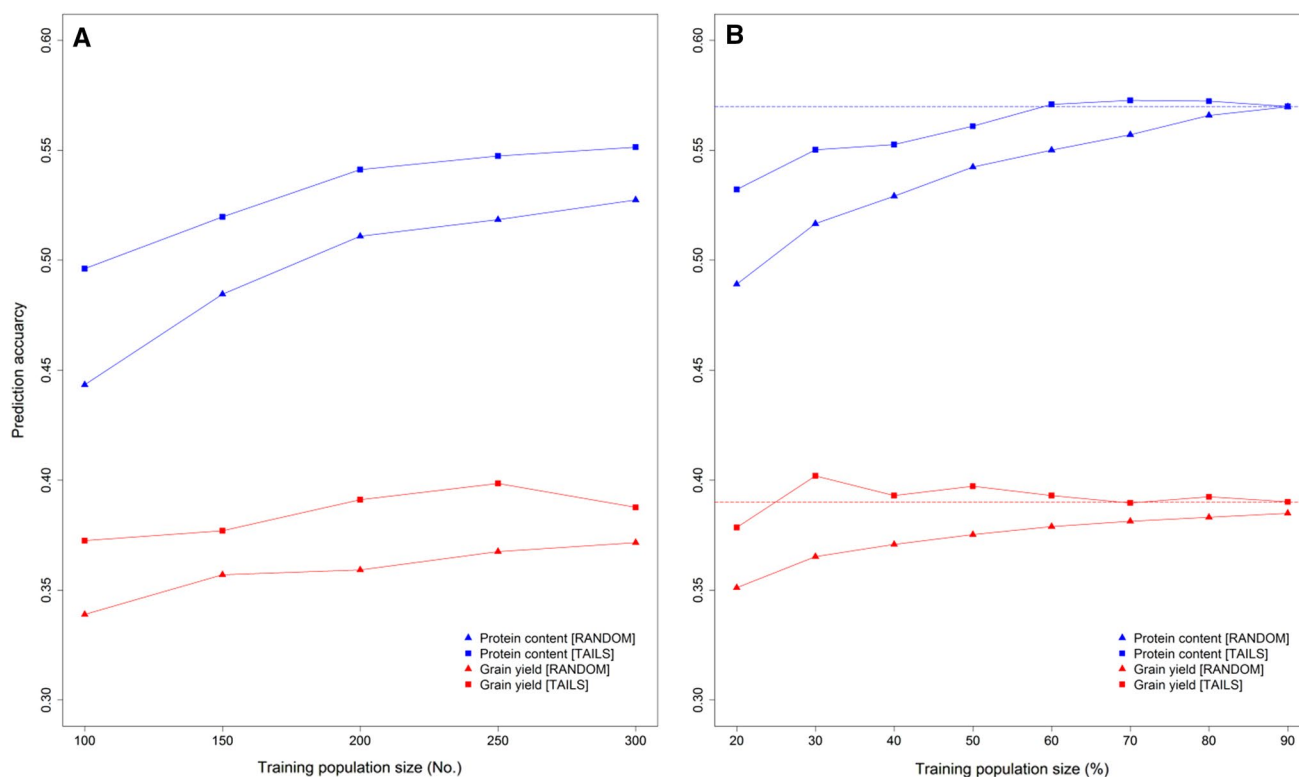 A
B
Prediction accuarcy
0.60
0.55
0.50
0.45
0.40
0.35
0.30
Protein content [RANDOM]
Protein content [TAILS]
Grain yield [RANDOM]
Grain yield [TAILS]
100 150 200 250 300
Training population size (No.)
0.60
0.55
0.50
0.45
0.40
0.35
0.30
Protein content [RANDOM]
Protein content [TAILS]
Grain yield [RANDOM]
Grain yield [TAILS]
20 30 40 50 60 70 80 90
Training population size (%)